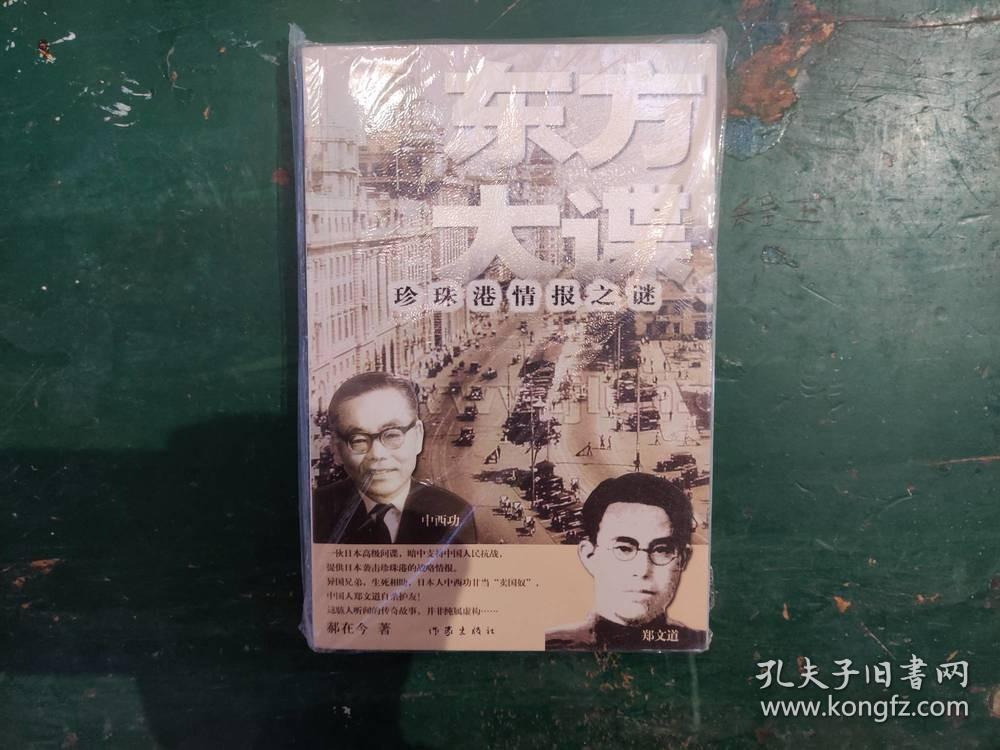 东方
大谍
珍珠港情报之谜
中西功
一伙日本高级间谍，暗中支持中国人民抗战，
提供日本袭击珍珠港的战略情报。
异国兄弟，生死相助，日本人中西功甘当“卖国奴”，
中国人郑文道自杀护友！
这骇人听闻的传奇故事，并非纯属虚构……
郝在今 著
作家出版社
郑文道
孔夫子旧書网
www.kongfz.com